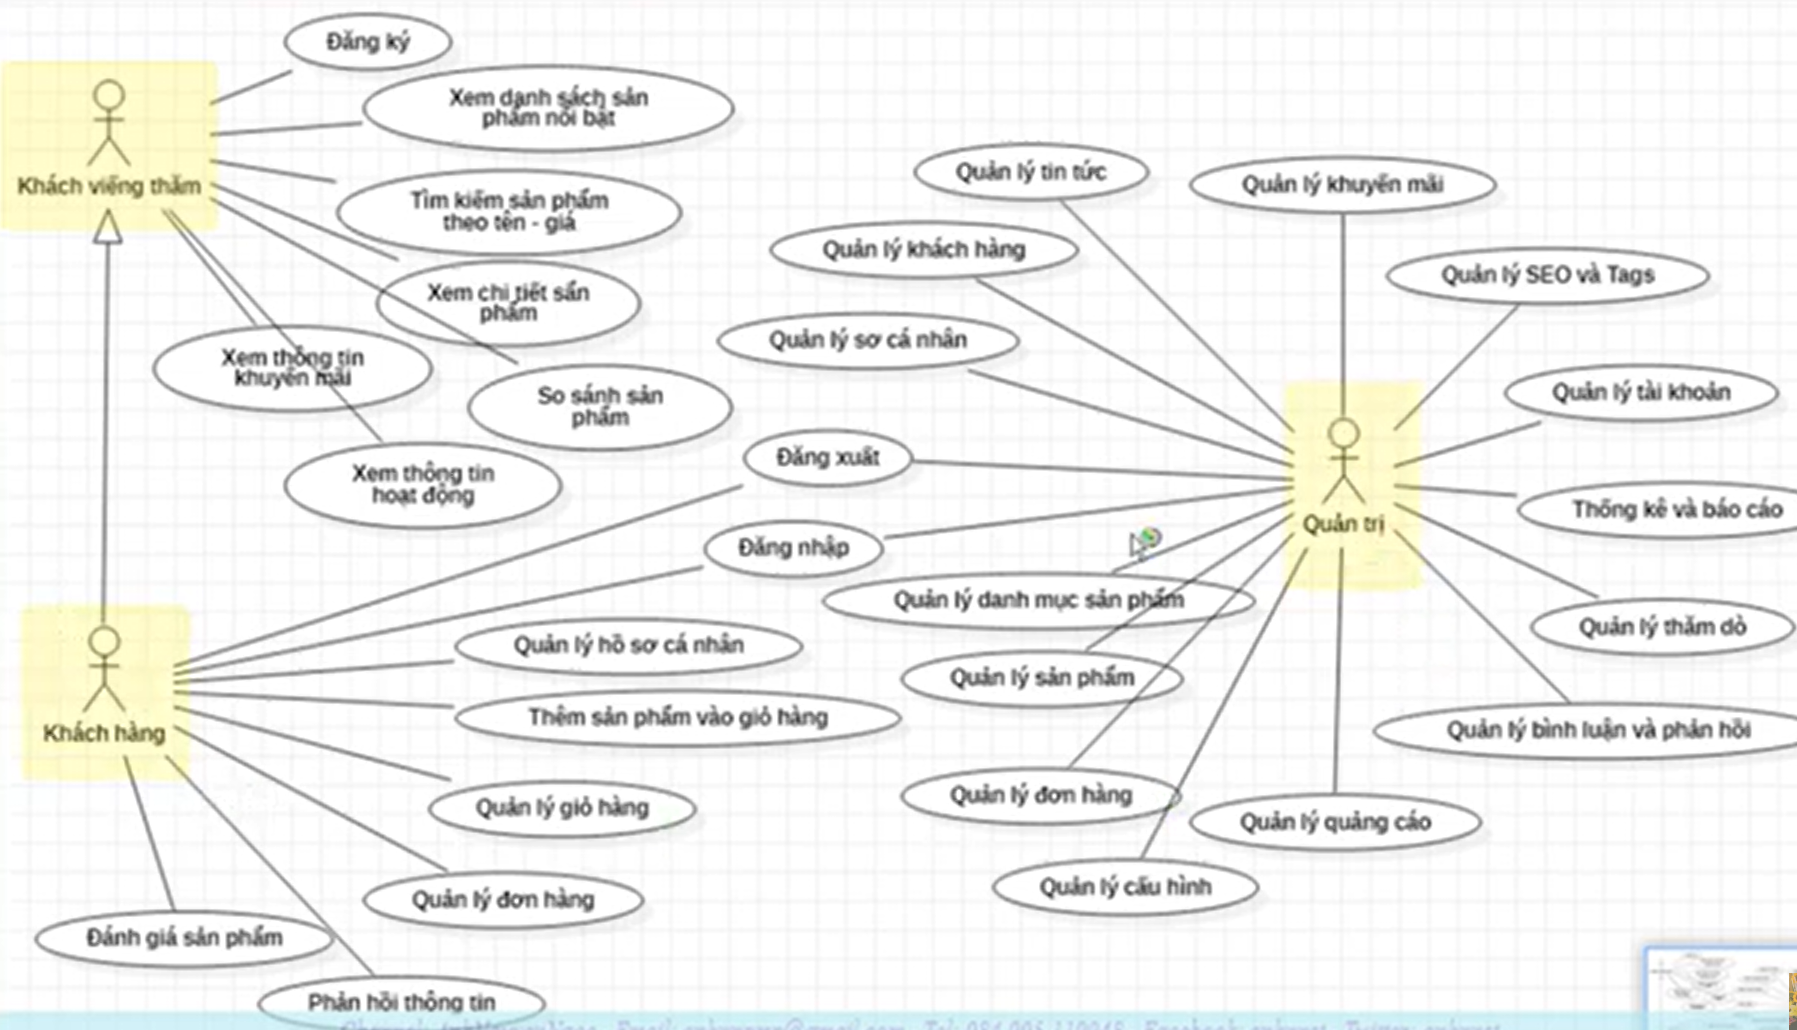 Đăng ký
Xem danh sách sản
phẩm nổi bật
Khách viếng thăm
Tìm kiếm sản phẩm
theo tên - giá
Xem chi tiết sẩn
phẩm
Xem thông tin
khuyến mãi
So sánh sản
phẩm
Xem thông tin
hoạt động
Quản lý tin tức
Quản lý khuyến mãi
Quản lý khách hàng
Quản lý SEO và Tags
Quản lý sơ cá nhân
Quản lý tài khoản
Đăng xuất
Thống kê và báo cáo
Quản trị
Đăng nhập
Quản lý danh mục sản phẩm
Quản lý thăm dò
Quản lý hồ sơ cá nhân
Quản lý sản phẩm
Thêm sản phẩm vào giỏ hàng
Khách hàng
Quản lý bình luận và phản hồi
Quản lý giỏ hàng
Quản lý đơn hàng
Quản lý quảng cáo
Quản lý đơn hàng
Quản lý cấu hình
Đánh giá sản phẩm
Phản hồi thông tin